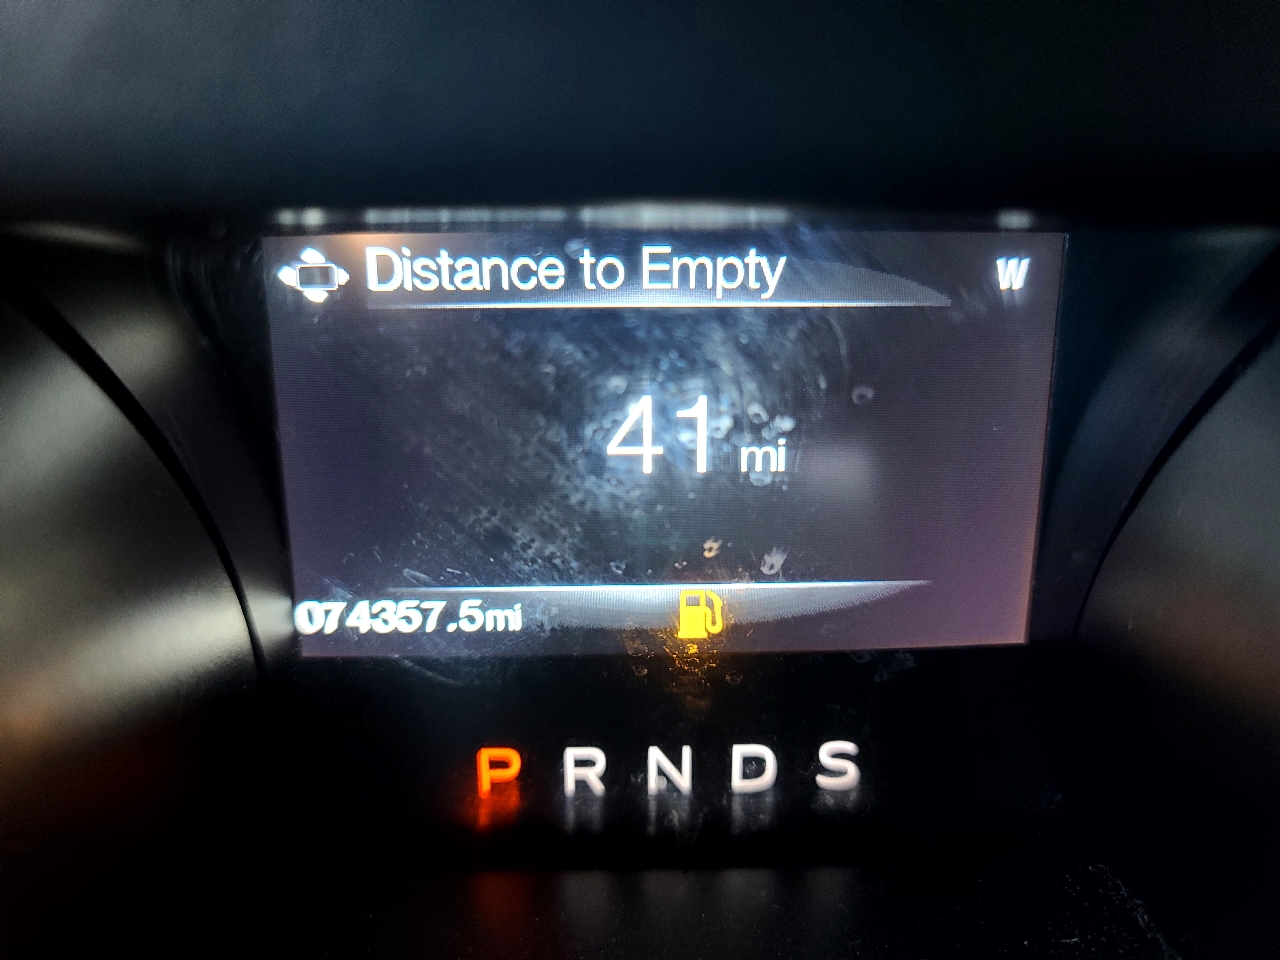 Distance to Empty W
41 mi
074357.5mi
P R N D S